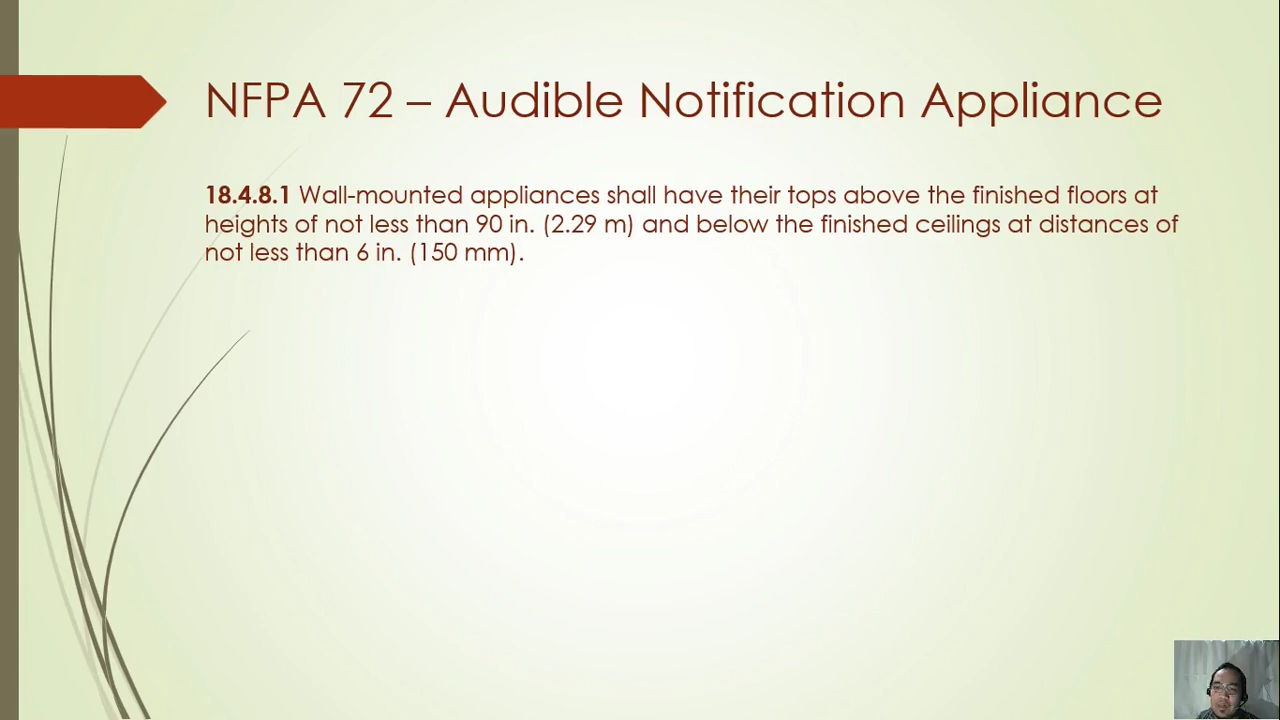 NFPA 72 – Audible Notification Appliance
18.4.8.1 Wall-mounted appliances shall have their tops above the finished floors at
heights of not less than 90 in. (2.29 m) and below the finished ceilings at distances of
not less than 6 in. (150 mm).